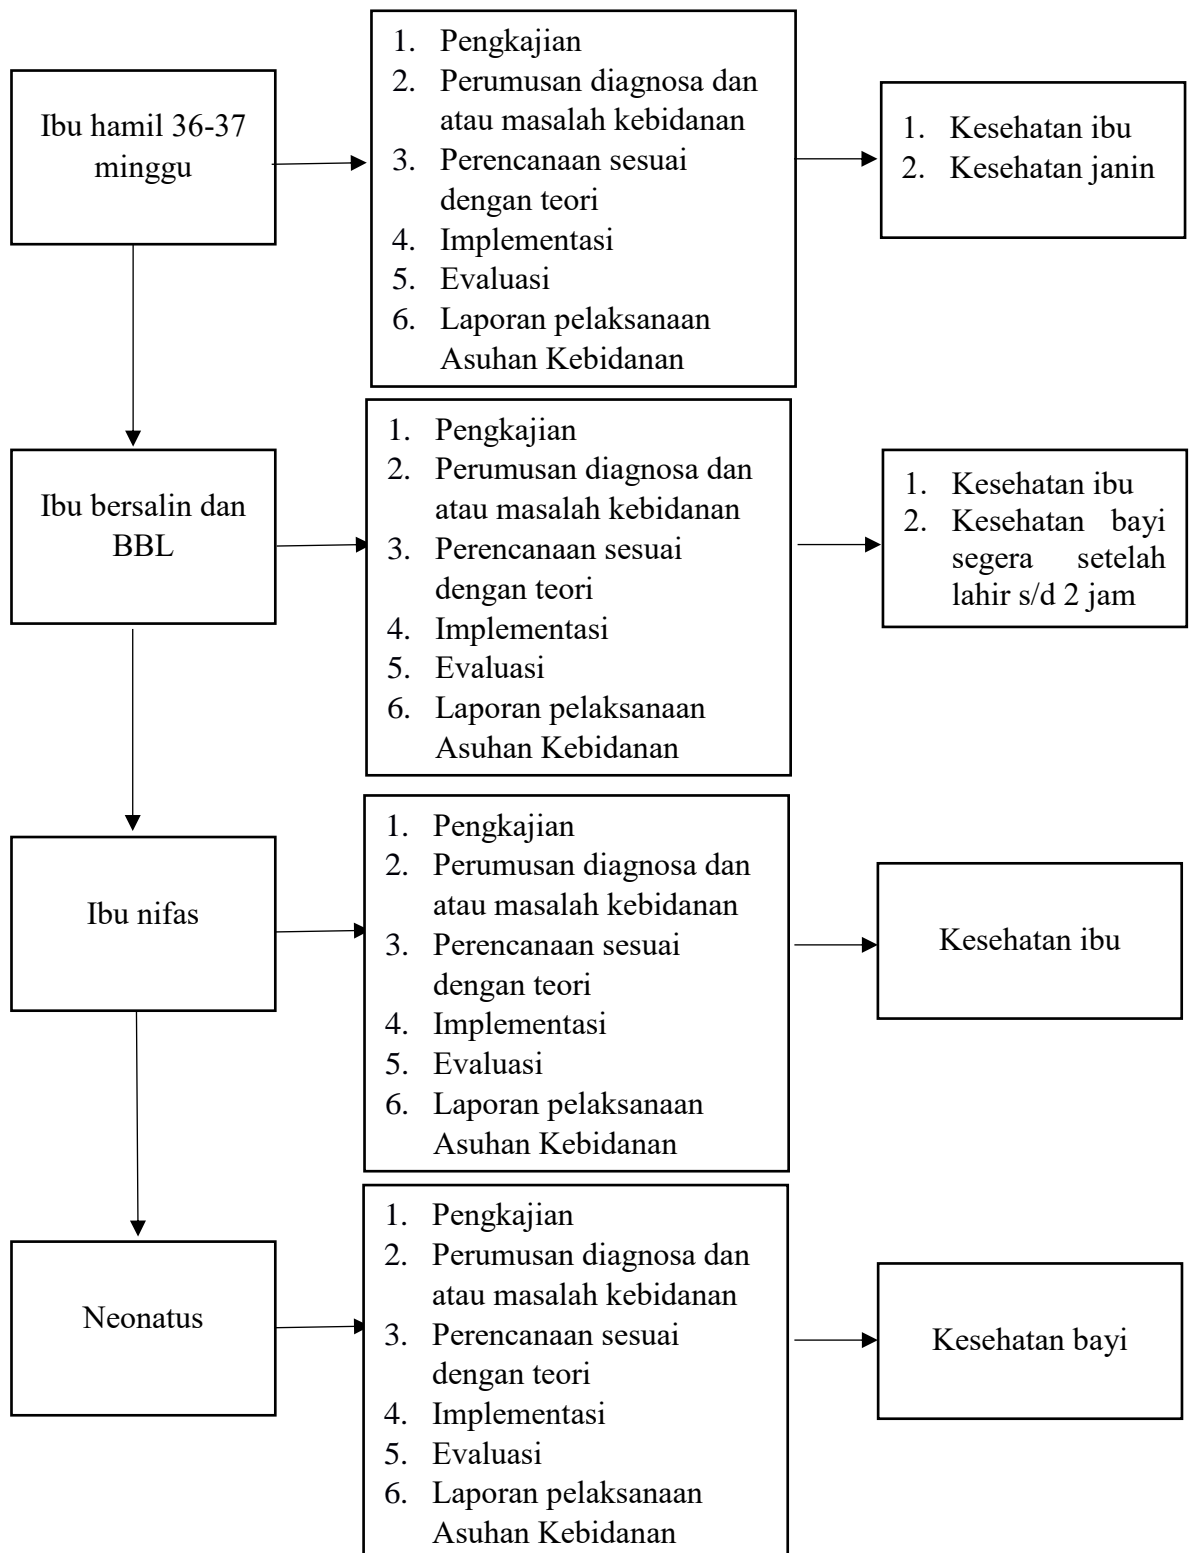 Ibu hamil 36-37
minggu
1. Pengkajian
2. Perumusan diagnosa dan
atau masalah kebidanan
3. Perencanaan sesuai
dengan teori
4. Implementasi
5. Evaluasi
6. Laporan pelaksanaan
Asuhan Kebidanan
1. Kesehatan ibu
2. Kesehatan janin
Ibu bersalin dan
BBL
1. Pengkajian
2. Perumusan diagnosa dan
atau masalah kebidanan
3. Perencanaan sesuai
dengan teori
4. Implementasi
5. Evaluasi
6. Laporan pelaksanaan
Asuhan Kebidanan
1. Kesehatan ibu
2. Kesehatan bayi
segera setelah
lahir s/d 2 jam
Ibu nifas
1. Pengkajian
2. Perumusan diagnosa dan
atau masalah kebidanan
3. Perencanaan sesuai
dengan teori
4. Implementasi
5. Evaluasi
6. Laporan pelaksanaan
Asuhan Kebidanan
Kesehatan ibu
Neonatus
1. Pengkajian
2. Perumusan diagnosa dan
atau masalah kebidanan
3. Perencanaan sesuai
dengan teori
4. Implementasi
5. Evaluasi
6. Laporan pelaksanaan
Asuhan Kebidanan
Kesehatan bayi